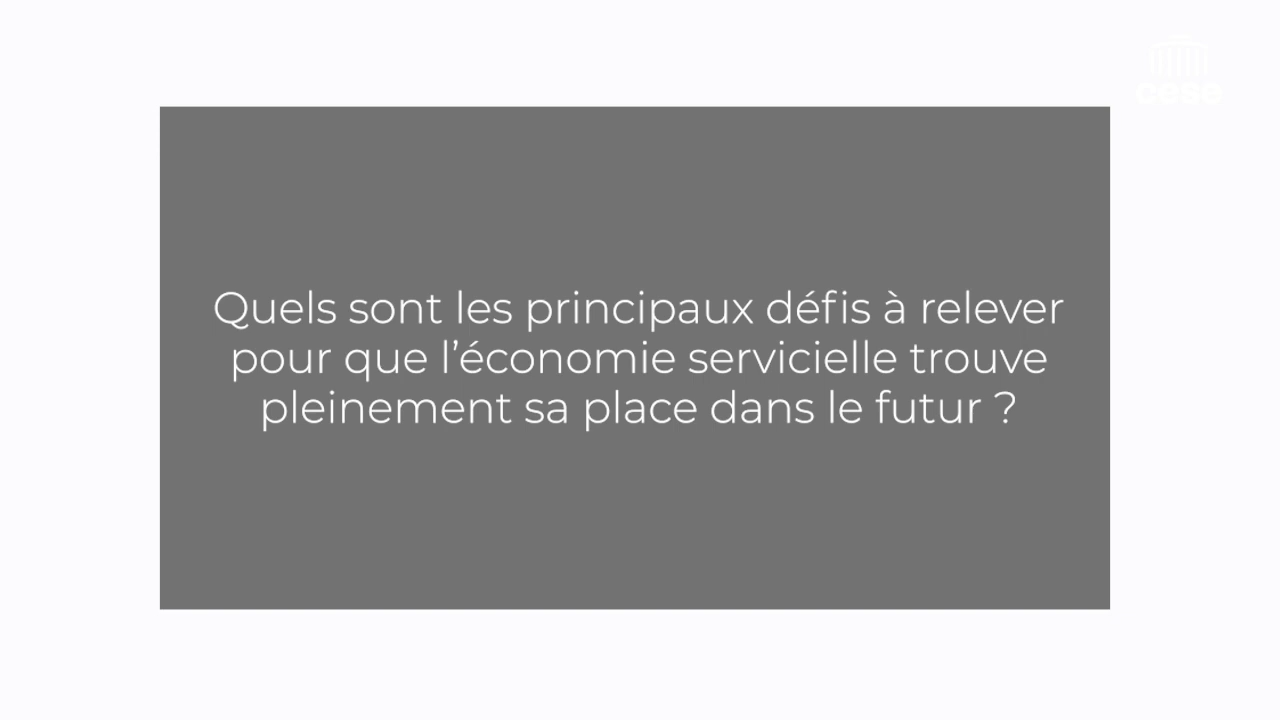 cese
Quels sont les principaux défis à relever
pour que l’économie servicielle trouve
pleinement sa place dans le futur ?